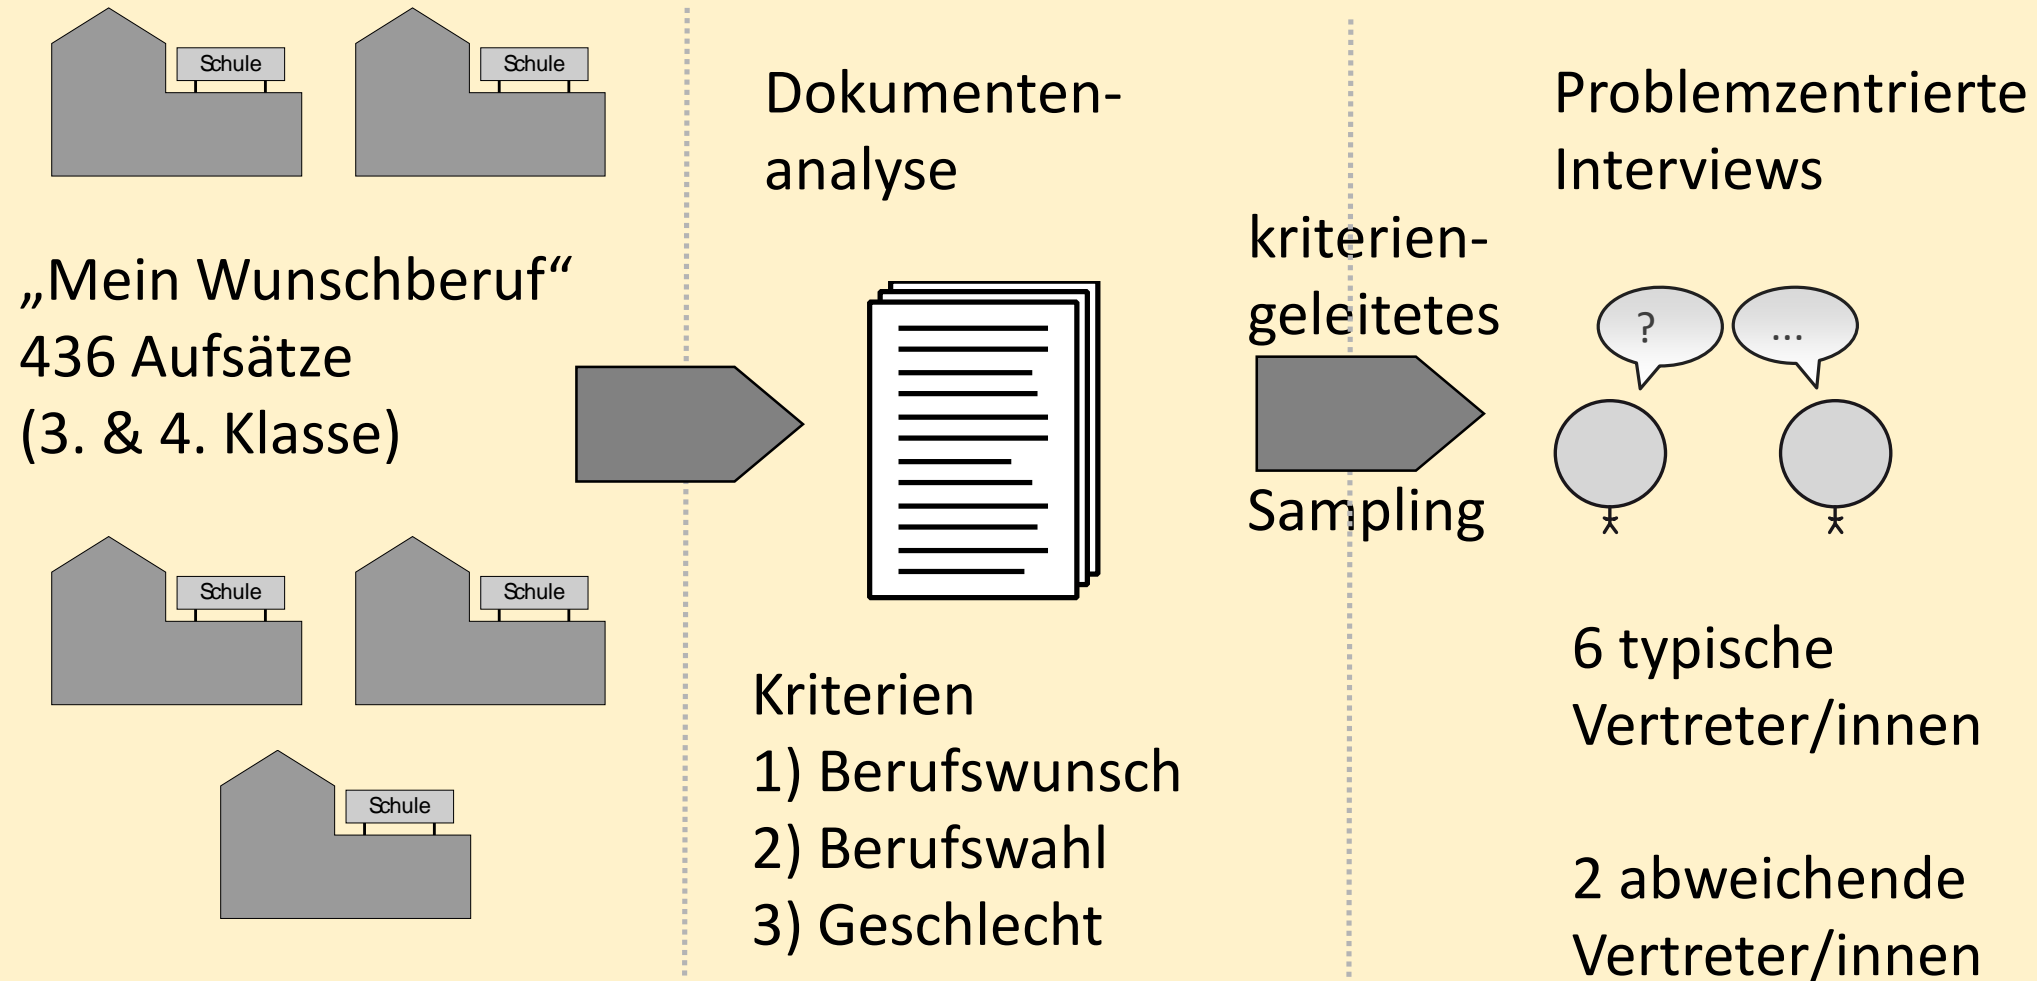 Schule
Schule
„Mein Wunschberuf“
436 Aufsätze
(3. & 4. Klasse)
Schule
Schule
Schule
Dokumenten-
analyse
Kriterien
1) Berufswunsch
2) Berufswahl
3) Geschlecht
kriterien-
geleitetes
Sampling
Problemzentrierte
Interviews
?
...
6 typische
Vertreter/innen
2 abweichende
Vertreter/innen